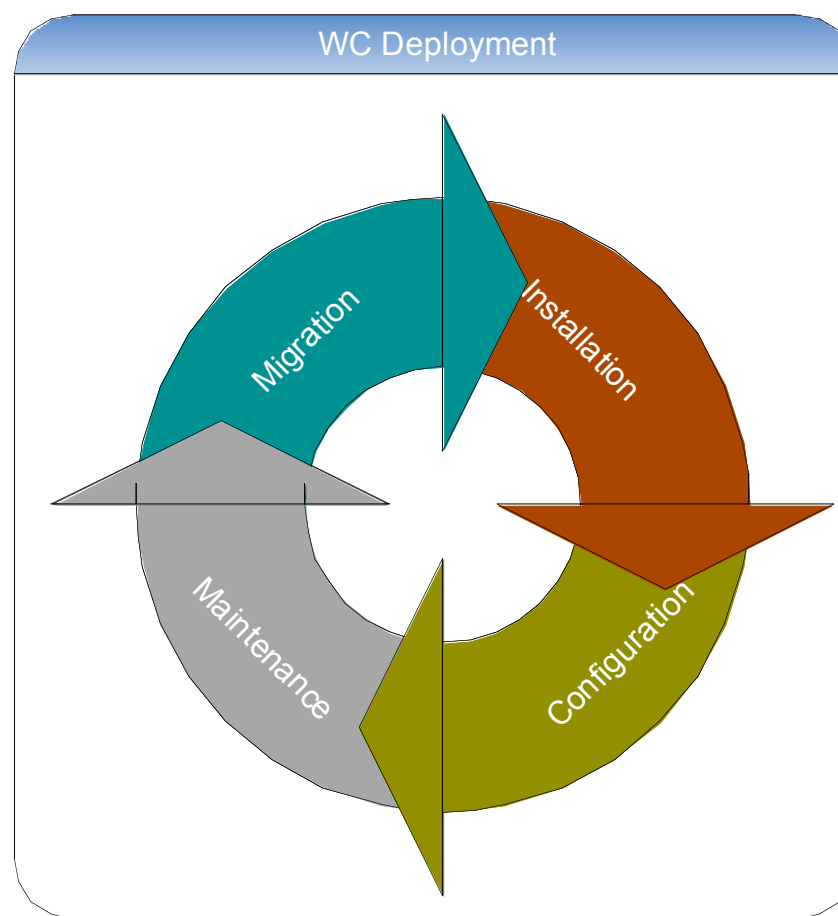 WC Deployment
Migration
Installation
Maintenance
Configuration